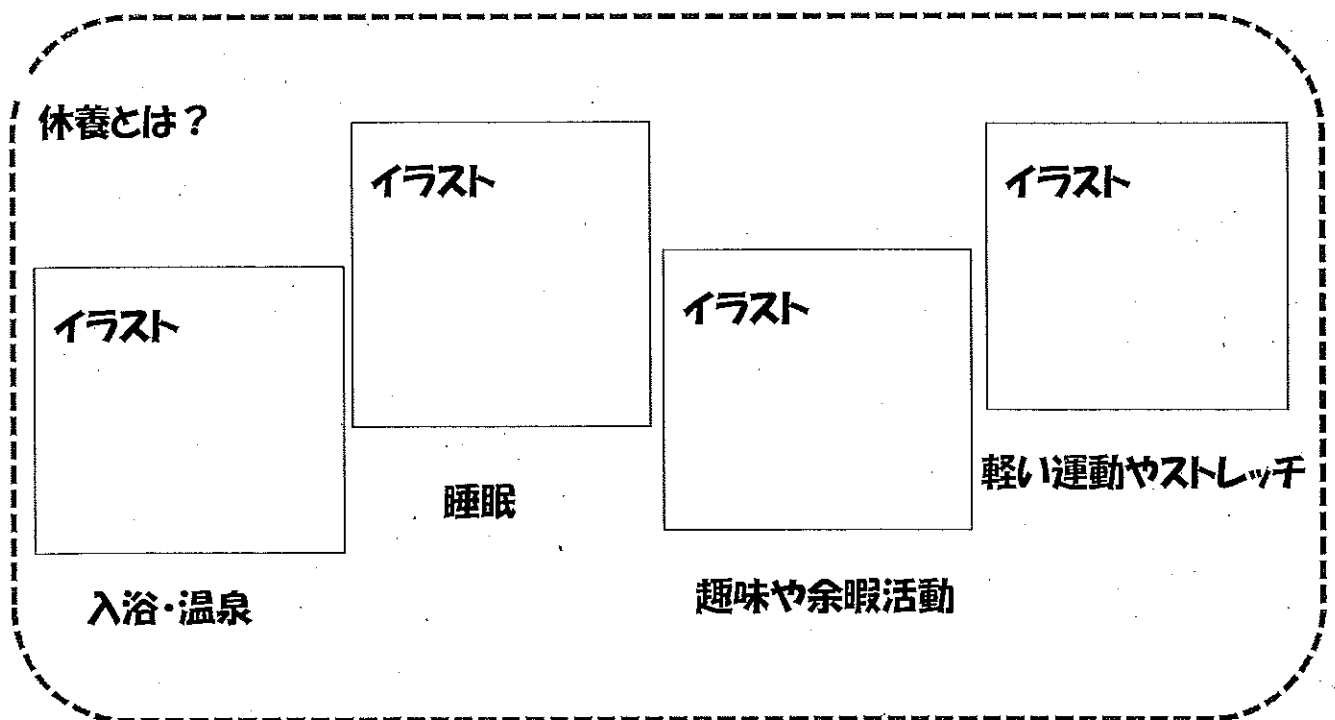 休養とは？
イラスト
入浴・温泉
イラスト
睡眠
イラスト
趣味や余暇活動
イラスト
軽い運動やストレッチ